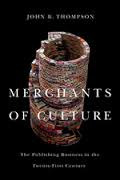 JOHN B. THOMPSON
MERCHANTS
OF CULTURE
The Publishing Business in the
Twenty-First Century